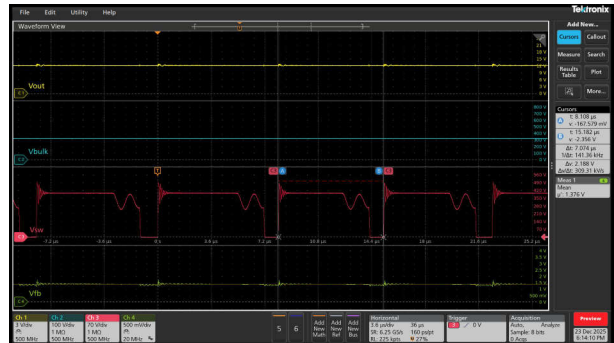 File Edit Utility Help
Tektronix
Waveform View
Add New...
Cursors Callout
Measure Search
Results Table Plot
More...
Vout
Vbulk
Vsw
Vfb
Cursors
t: 8.108 µs
v: -167.579 mV
t: 15.182 µs
v: -2.356 V
Δt: 7.074 µs
1/Δt: 141.36 kHz
Δv: 2.188 V
Δv/Δt: 309.31 kV/s
Meas 1
Mean
µ': 1.376 V
-7.2 µs -3.6 µs 0 s 3.6 µs 7.2 µs 10.8 µs 14.4 µs 18 µs 21.6 µs 25.2 µs
Ch 1
3 V/div
500 MHz
Ch 2
100 V/div
1 MΩ
500 MHz
Ch 3
70 V/div
1 MΩ
500 MHz
Ch 4
500 mV/div
20 MHz
5 6
Add New Math
Add New Ref
Add New Bus
Horizontal
3.6 µs/div 36 µs
SR: 6.25 GS/s 160 ps/pt
RL: 225 kpts 27%
Trigger
3 0 V
Acquisition
Auto, Analyze
Sample: 8 bits
0 Acqs
Preview
23 Dec 2025
6:14:10 PM